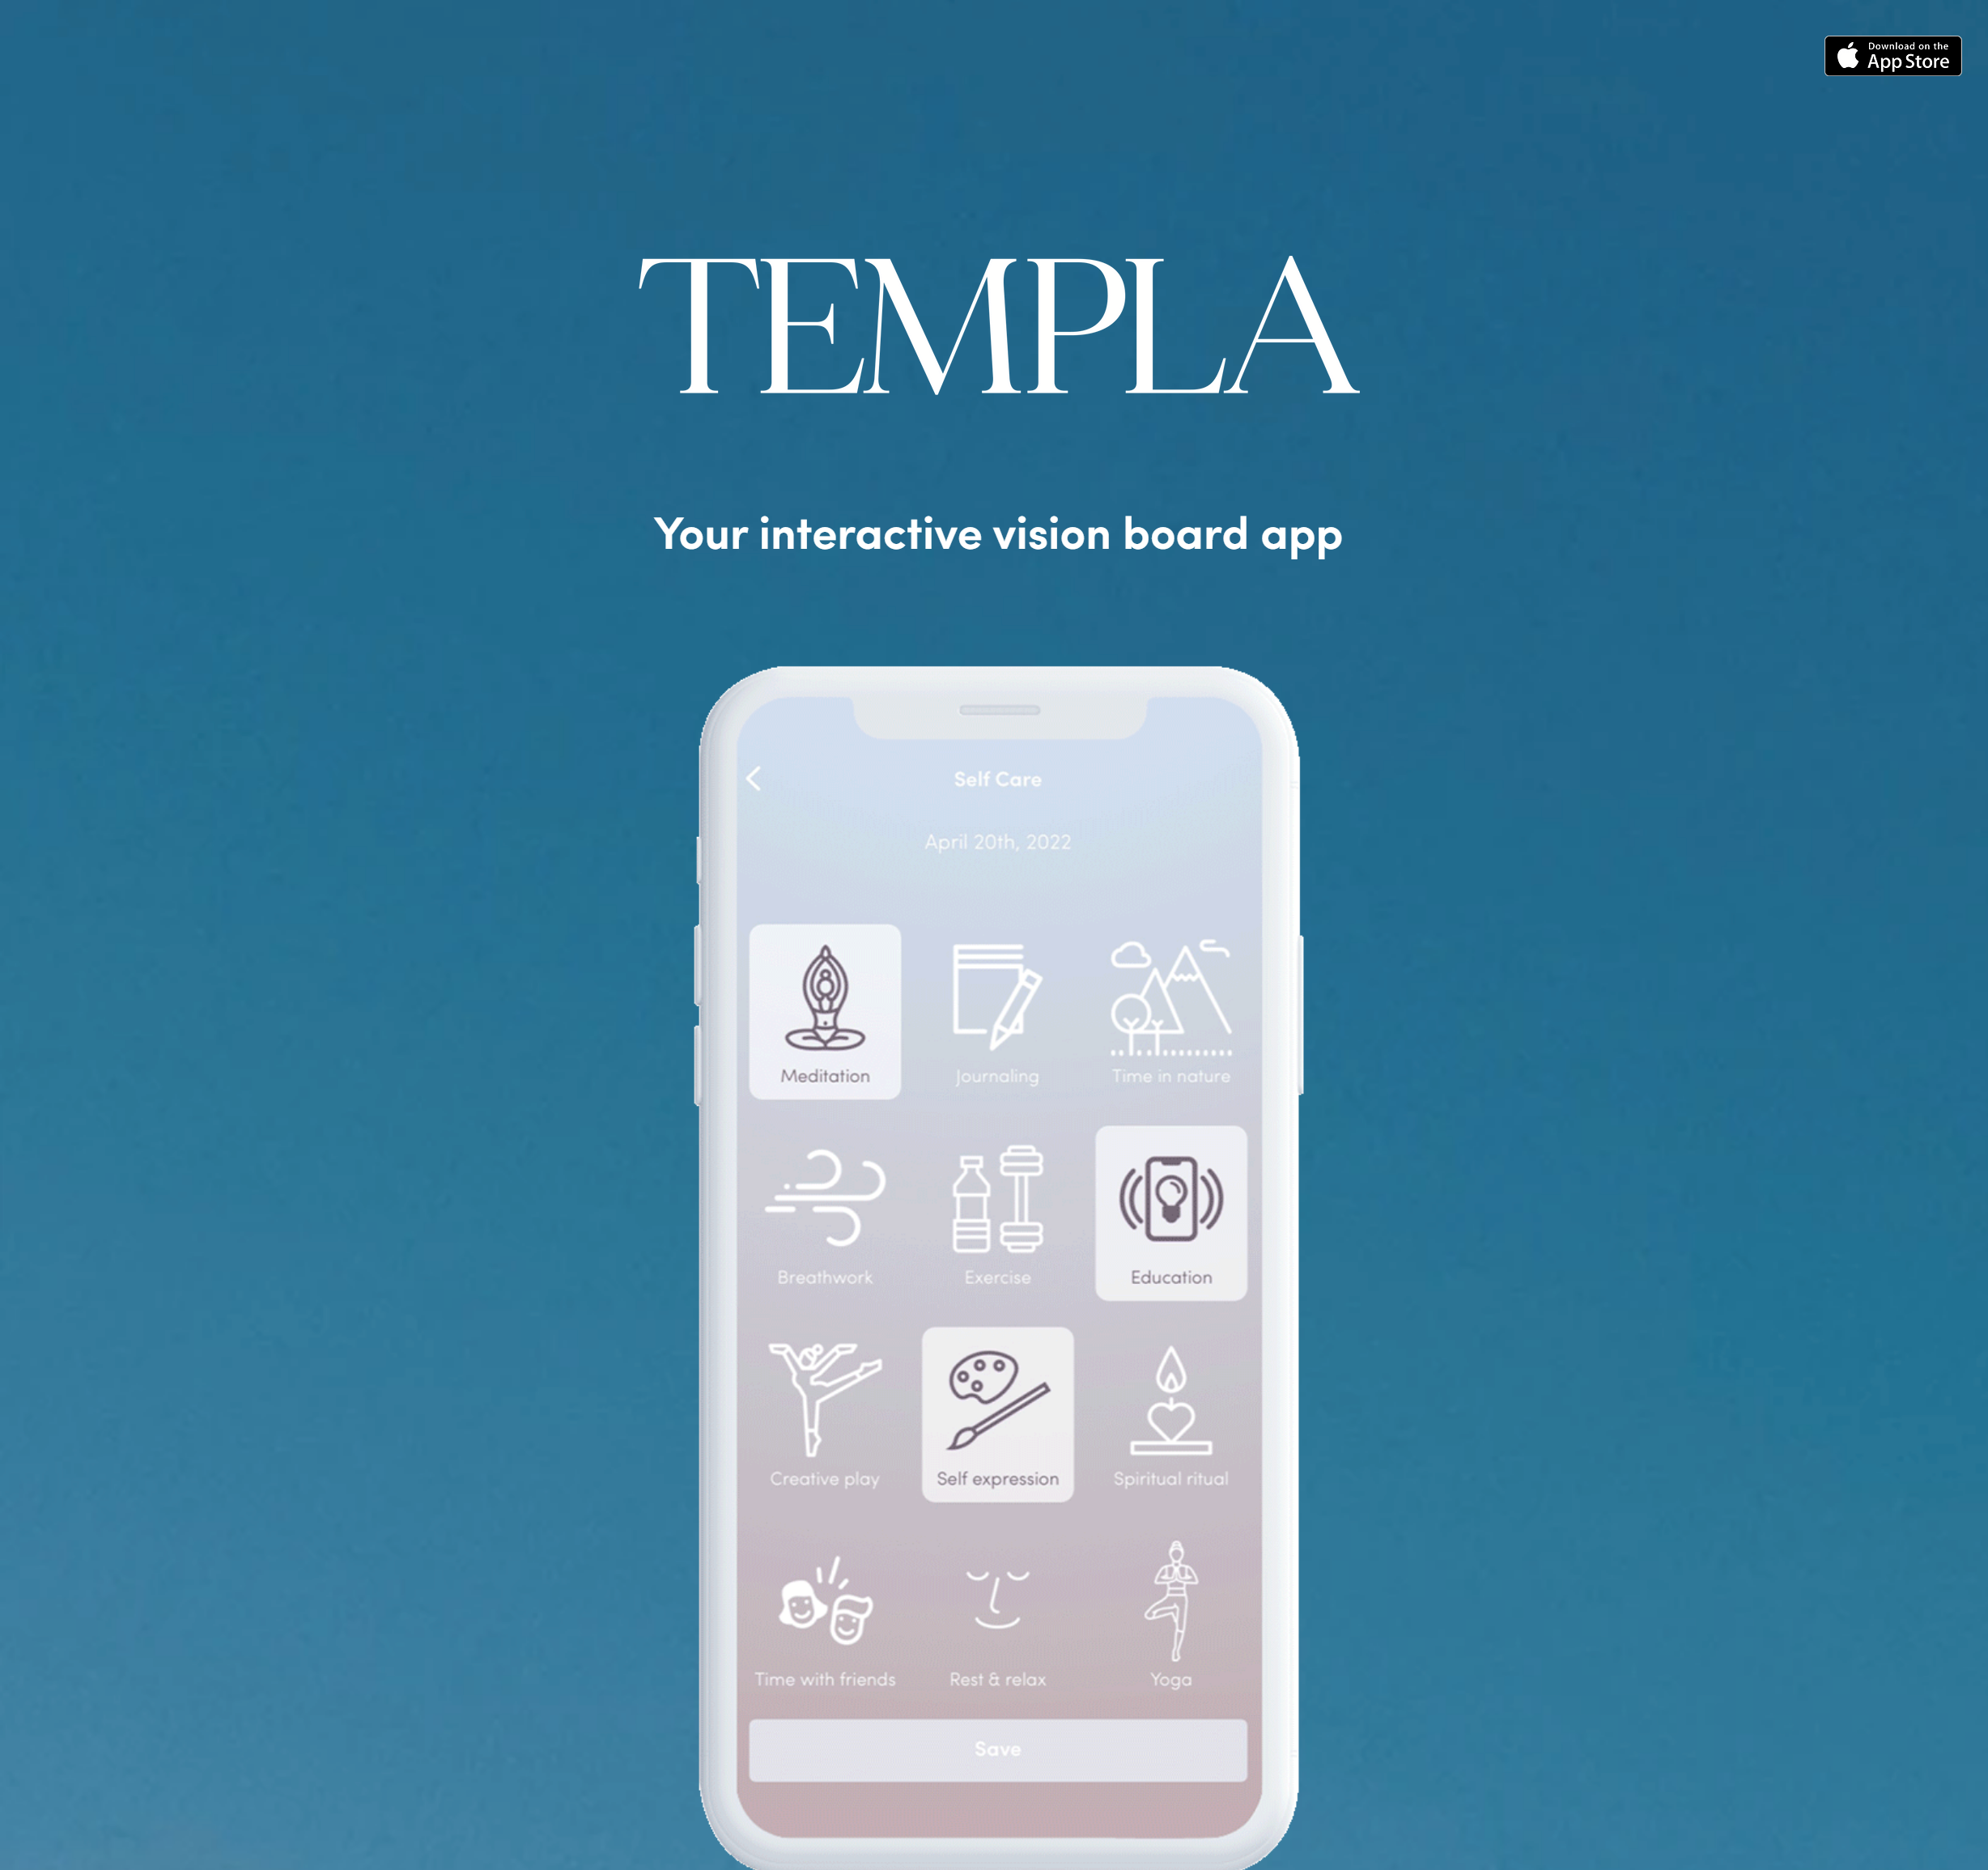 Download on the
App Store
TEMPLA
Your interactive vision board app
Self Care
April 20th, 2022
Meditation
Journaling
Time in nature
Breathwork
Exercise
Education
Creative play
Self expression
Spiritual ritual
Time with friends
Rest & relax
Yoga
Save